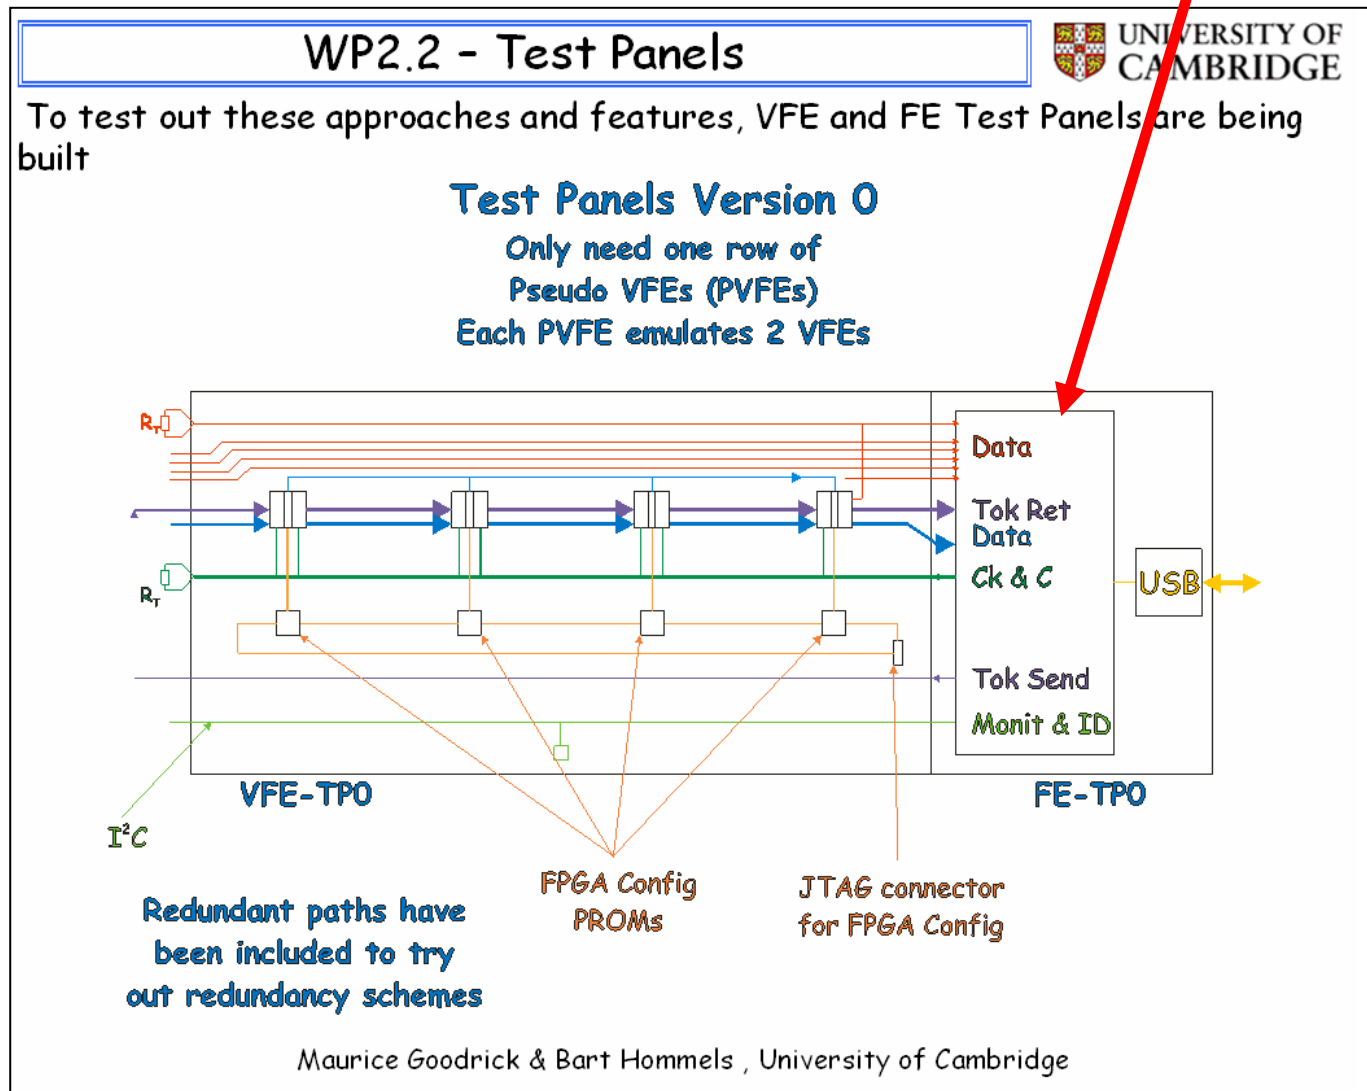 WP2.2 – Test Panels
UNIVERSITY OF
CAMBRIDGE
To test out these approaches and features, VFE and FE Test Panels are being
built
Test Panels Version 0
Only need one row of
Pseudo VFEs (PVFEs)
Each PVFE emulates 2 VFEs
R_T
Data
Tok Ret
Data
Ck & C
USB
R_T
Tok Send
Monit & ID
VFE-TP0
FE-TP0
I²C
FPGA Config
PROMs
JTAG connector
for FPGA Config
Redundant paths have
been included to try
out redundancy schemes
Maurice Goodrick & Bart Hommels , University of Cambridge